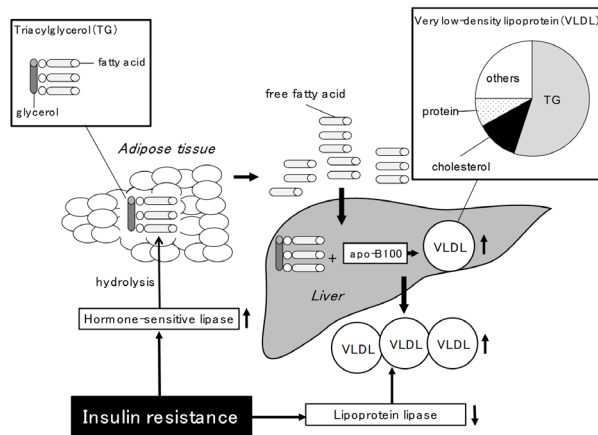 Triacylglycerol(TG)
fatty acid
glycerol
Very low-density lipoprotein(VLDL)
others
TG
protein
cholesterol
free fatty acid
Adipose tissue
hydrolysis
Hormone-sensitive lipase
+
apo-B100
VLDL
Liver
VLDL
VLDL
VLDL
Insulin resistance
Lipoprotein lipase